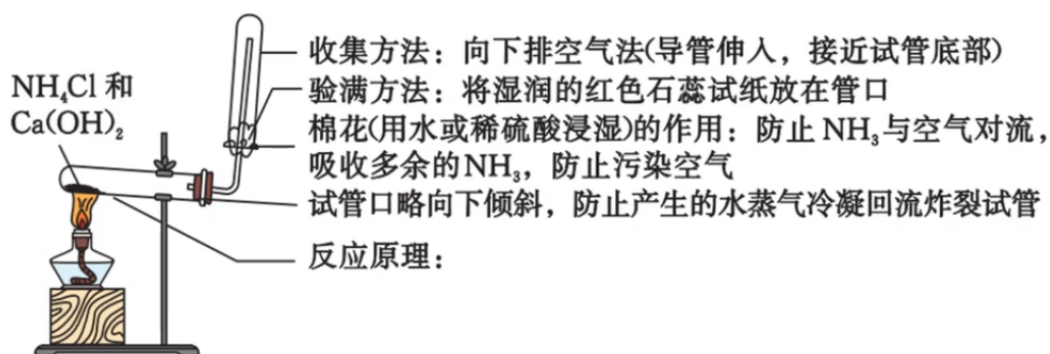 NH₄Cl 和
Ca(OH)₂
收集方法：向下排空气法(导管伸入，接近试管底部)
验满方法：将湿润的红色石蕊试纸放在管口
棉花(用水或稀硫酸浸湿)的作用：防止 NH₃与空气对流，
吸收多余的NH₃，防止污染空气
试管口略向下倾斜，防止产生的水蒸气冷凝回流炸裂试管
反应原理：